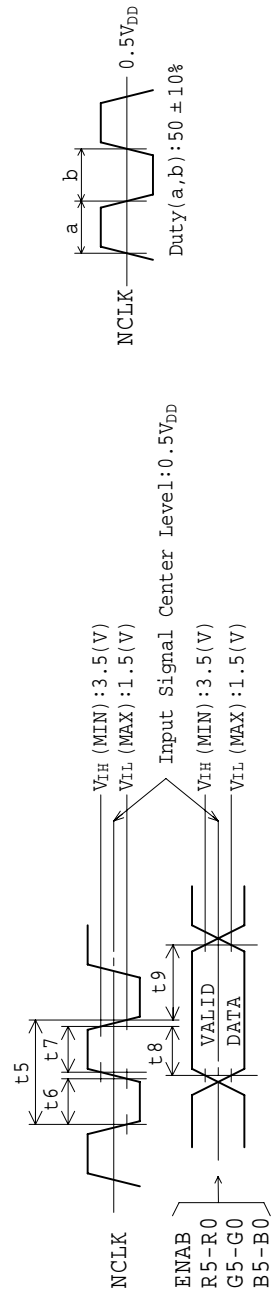 t5
t6
t7
NCLK
VIH (MIN):3.5(V)
VIL (MAX):1.5(V)
Input Signal Center Level:0.5VDD
t8
t9
ENAB
R5-R0
G5-G0
B5-B0
VALID
DATA
VIH (MIN):3.5(V)
VIL (MAX):1.5(V)
a
b
NCLK
0.5VDD
Duty(a,b):50 ±10%